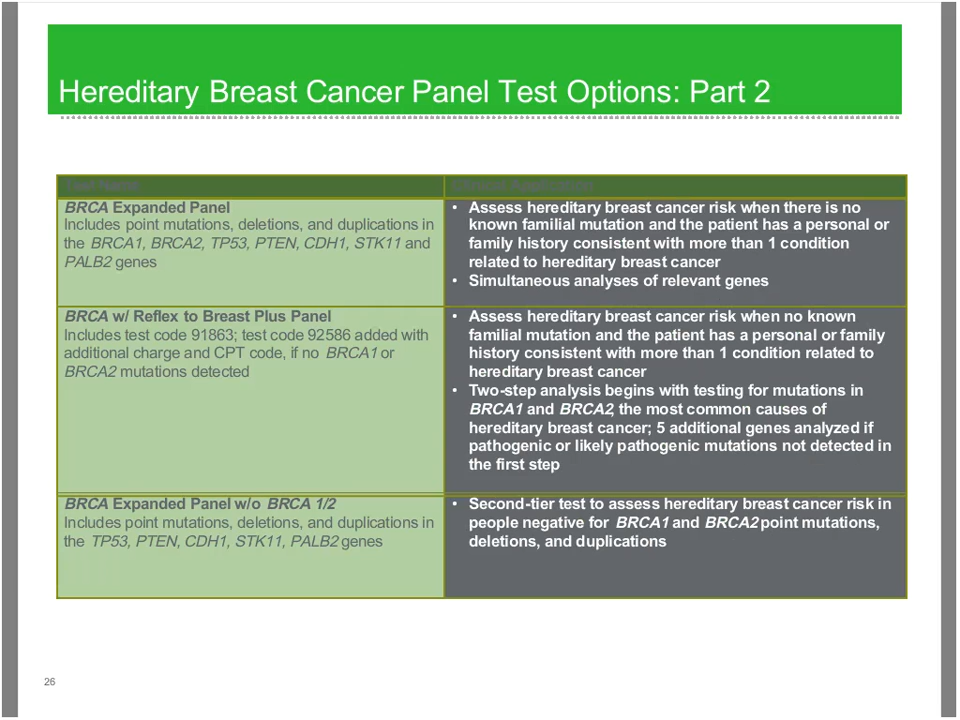 Hereditary Breast Cancer Panel Test Options: Part 2
Test Name
Clinical Application
BRCA Expanded Panel
Includes point mutations, deletions, and duplications in
the BRCA1, BRCA2, TP53, PTEN, CDH1, STK11 and
PALB2 genes
• Assess hereditary breast cancer risk when there is no
known familial mutation and the patient has a personal or
family history consistent with more than 1 condition
related to hereditary breast cancer
• Simultaneous analyses of relevant genes
BRCA w/ Reflex to Breast Plus Panel
Includes test code 91863; test code 92586 added with
additional charge and CPT code, if no BRCA1 or
BRCA2 mutations detected
• Assess hereditary breast cancer risk when no known
familial mutation and the patient has a personal or family
history consistent with more than 1 condition related to
hereditary breast cancer
• Two-step analysis begins with testing for mutations in
BRCA1 and BRCA2, the most common causes of
hereditary breast cancer; 5 additional genes analyzed if
pathogenic or likely pathogenic mutations not detected in
the first step
BRCA Expanded Panel w/o BRCA 1/2
Includes point mutations, deletions, and duplications in
the TP53, PTEN, CDH1, STK11, PALB2 genes
• Second-tier test to assess hereditary breast cancer risk in
people negative for BRCA1 and BRCA2 point mutations,
deletions, and duplications
26